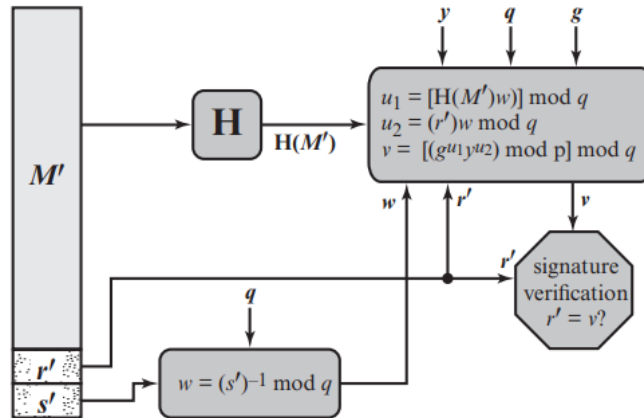 y q g
u₁ = [H(M′)w)] mod q
u₂ = (r′)w mod q
v = [(gᵘ¹yᵘ²) mod p] mod q
H
H(M′)
M′
w r′ v
r′
signature
verification
r′ = v?
q
r′
w = (s′)⁻¹ mod q
s′